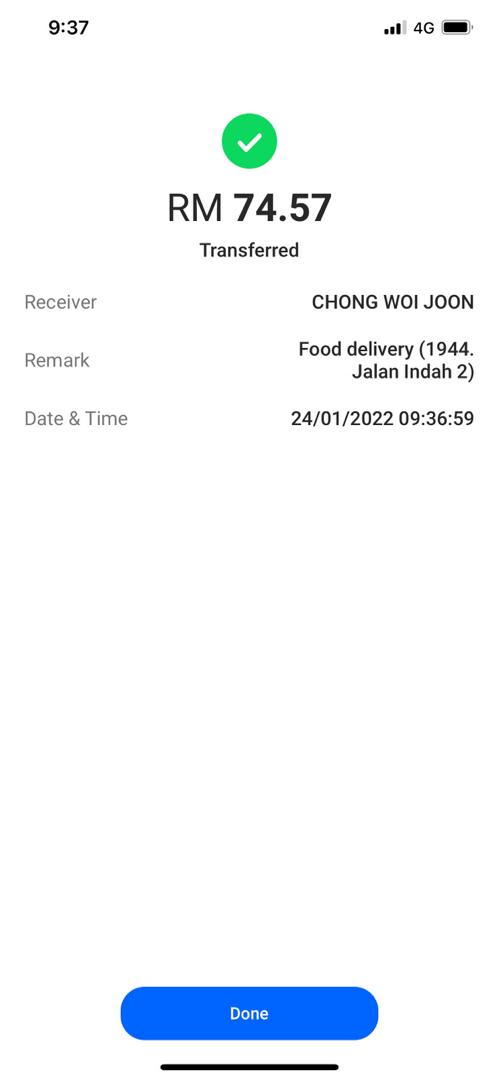 9:37
4G
RM 74.57
Transferred
Receiver
CHONG WOI JOON
Remark
Food delivery (1944.
Jalan Indah 2)
Date & Time
24/01/2022 09:36:59
Done